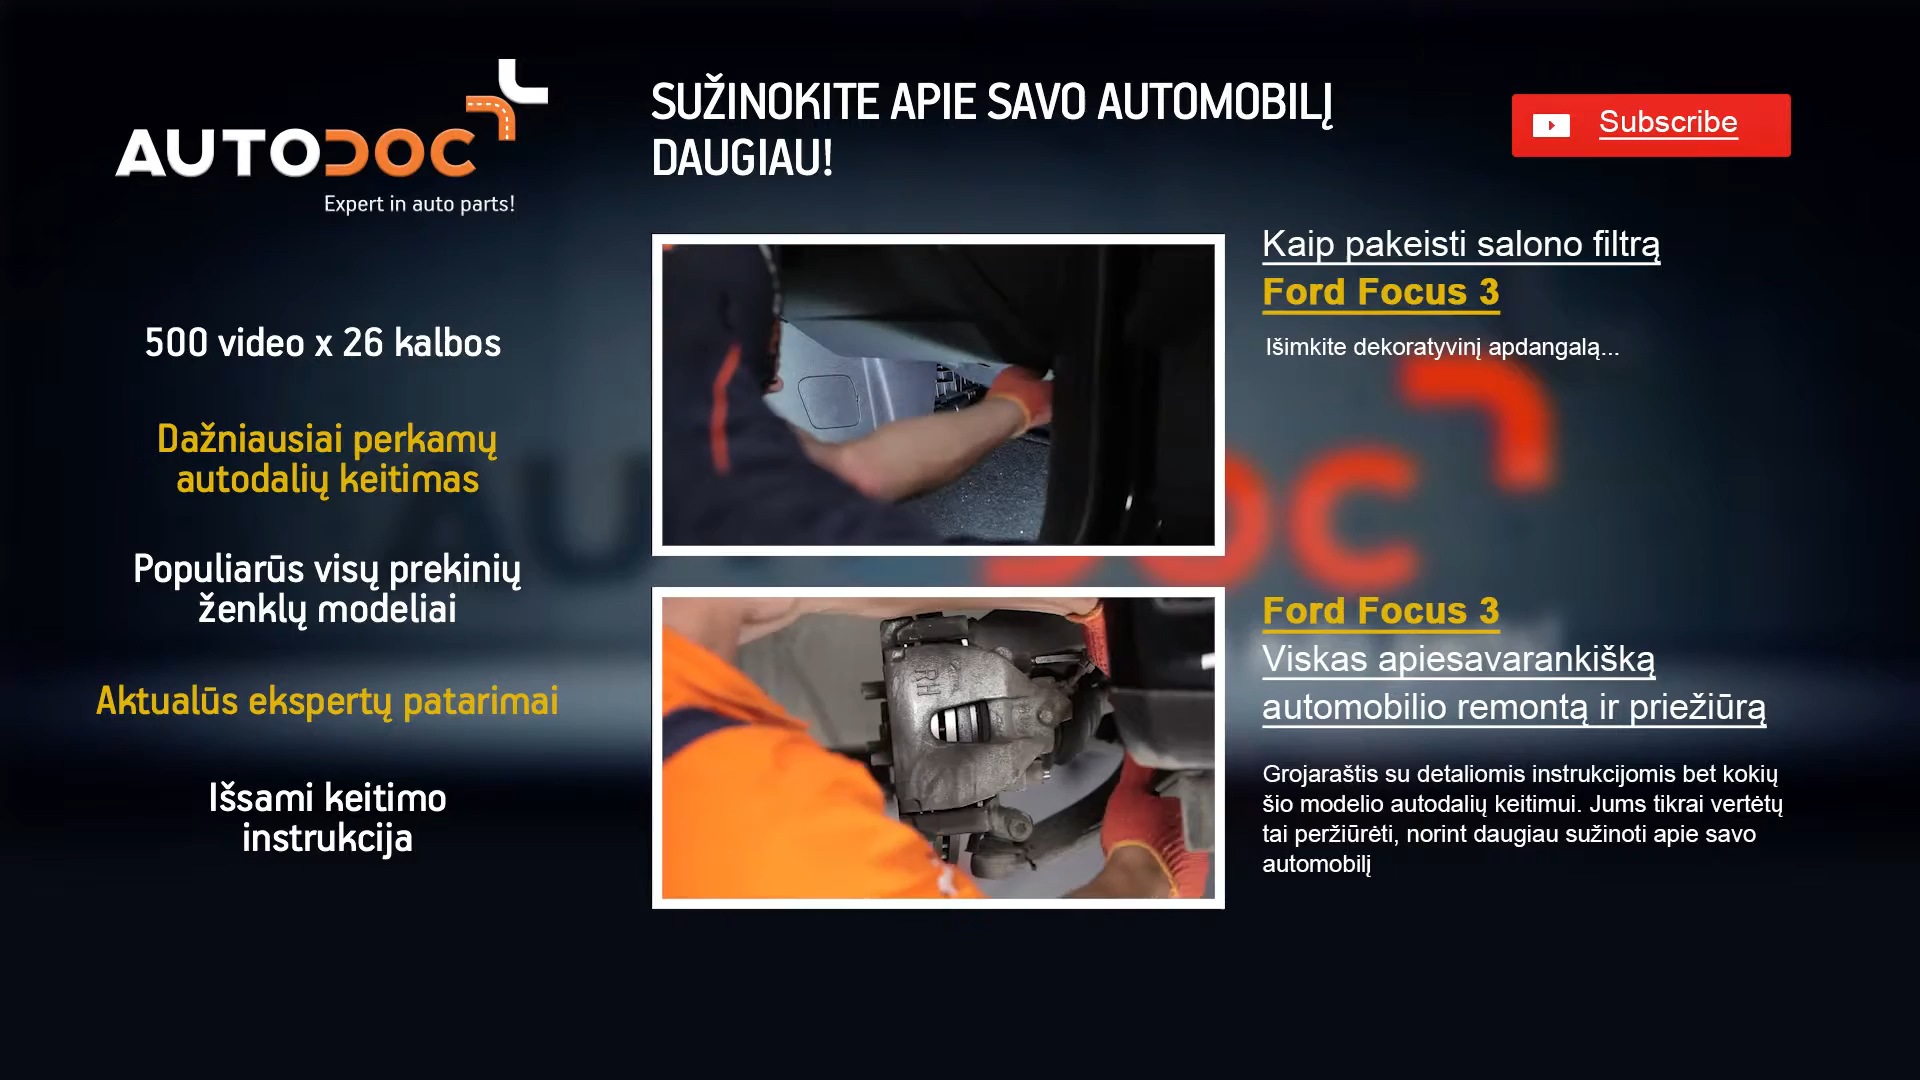 AUTODOC
Expert in auto parts!
500 video x 26 kalbos
Dažniausiai perkamų
autodalių keitimas
Populiarūs visų prekinių
ženklų modeliai
Aktualūs ekspertų patarimai
Išsami keitimo
instrukcija
SUŽINOKITE APIE SAVO AUTOMOBILĮ
DAUGIAU!
Subscribe
Kaip pakeisti salono filtrą
Ford Focus 3
Išimkite dekoratyvinį apdangalą...
RH
Ford Focus 3
Viskas apiesavarankišką
automobilio remontą ir priežiūrą
Grojaraštis su detaliomis instrukcijomis bet kokių
šio modelio autodalių keitimui. Jums tikrai vertėtų
tai peržiūrėti, norint daugiau sužinoti apie savo
automobilį